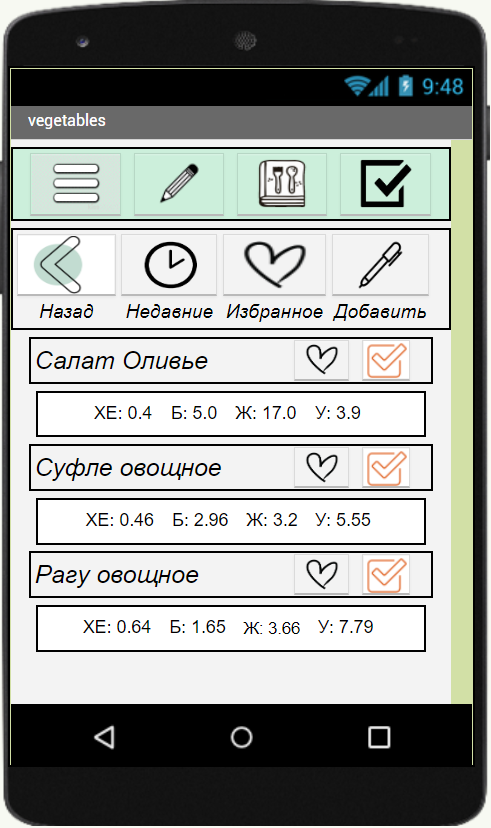 9:48
vegetables
Назад Недавние Избранное Добавить
Салат Оливье
ХЕ: 0.4 Б: 5.0 Ж: 17.0 У: 3.9
Суфле овощное
ХЕ: 0.46 Б: 2.96 Ж: 3.2 У: 5.55
Рагу овощное
ХЕ: 0.64 Б: 1.65 Ж: 3.66 У: 7.79